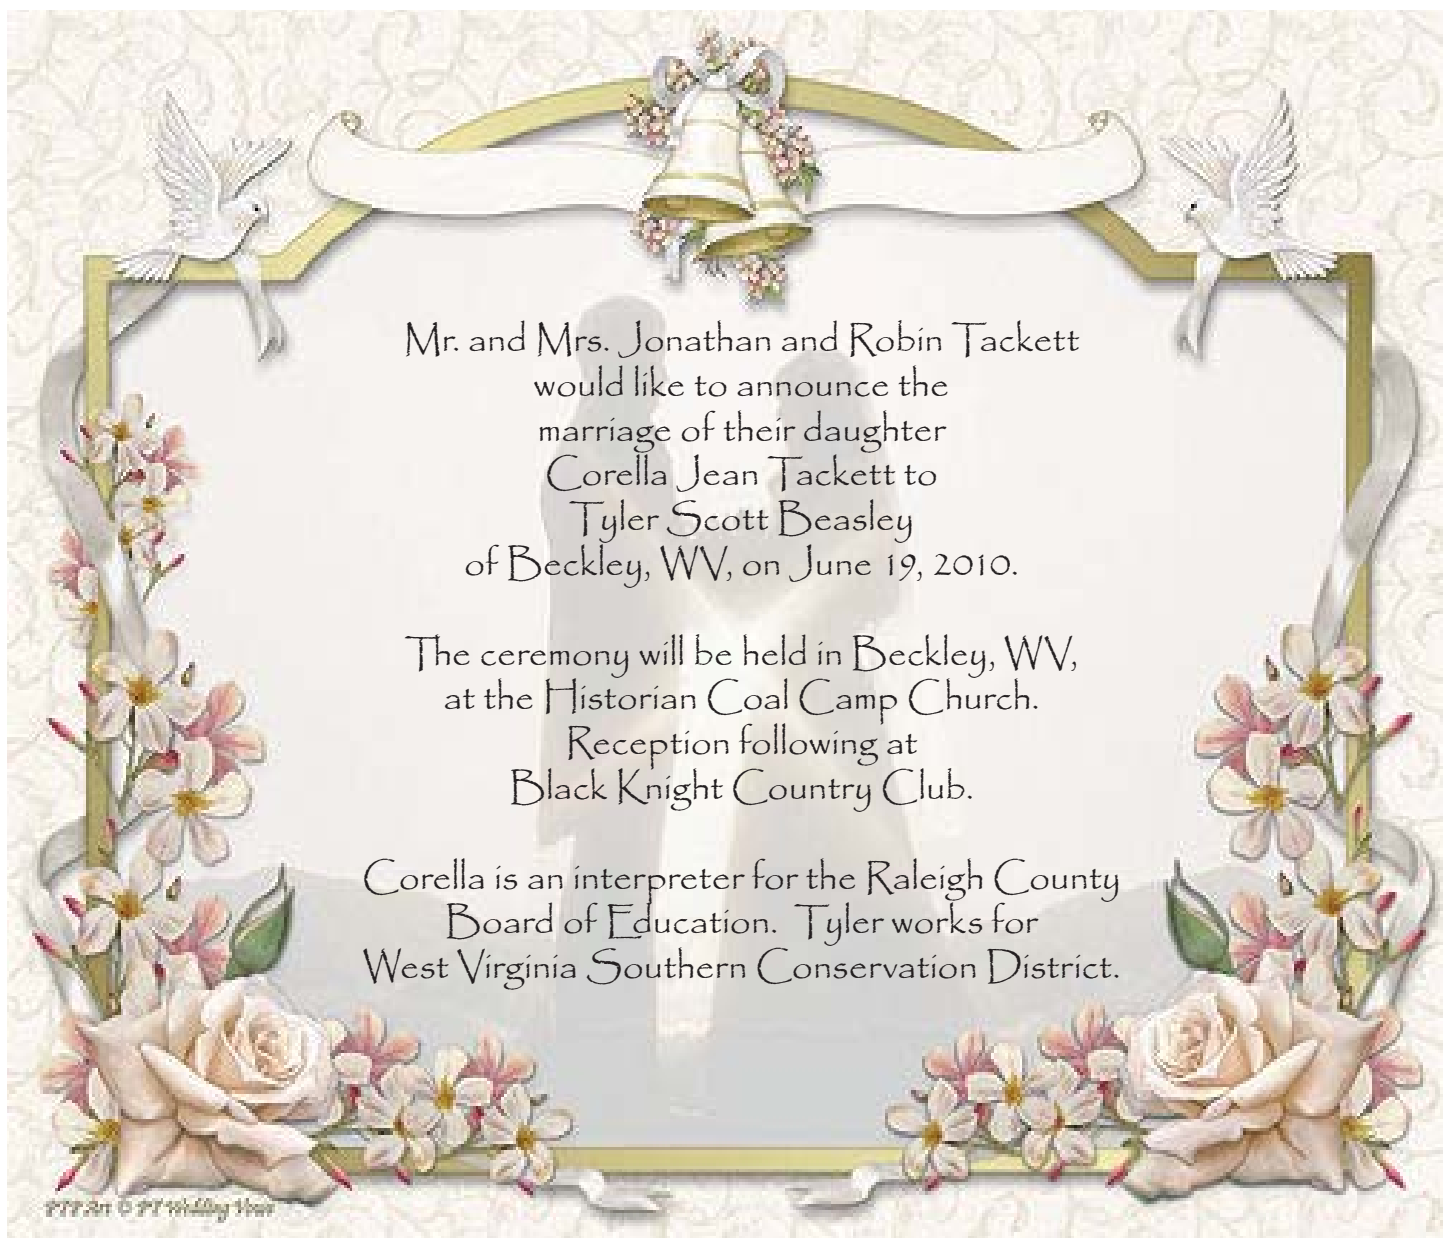 Mr. and Mrs. Jonathan and Robin Tackett
would like to announce the
marriage of their daughter
Corella Jean Tackett to
Tyler Scott Beasley
of Beckley, WV, on June 19, 2010.
The ceremony will be held in Beckley, WV,
at the Historian Coal Camp Church.
Reception following at
Black Knight Country Club.
Corella is an interpreter for the Raleigh County
Board of Education.  Tyler works for
West Virginia Southern Conservation District.
Art © PT Wedding